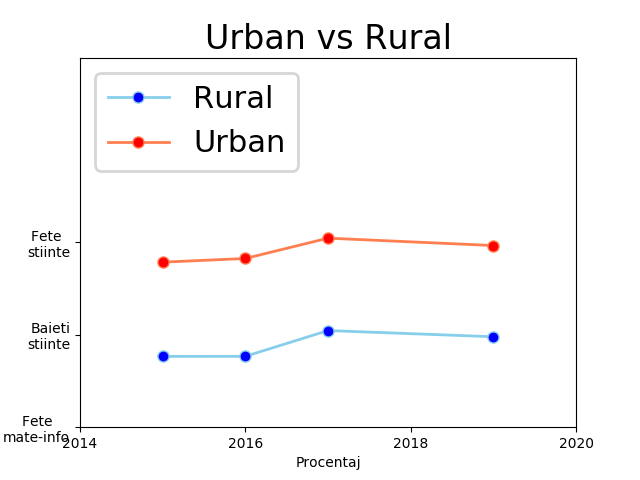 Urban vs Rural
Rural
Urban
Fete
stiinte
Baieti
stiinte
Fete
mate-info
2014
2016
2018
2020
Procentaj